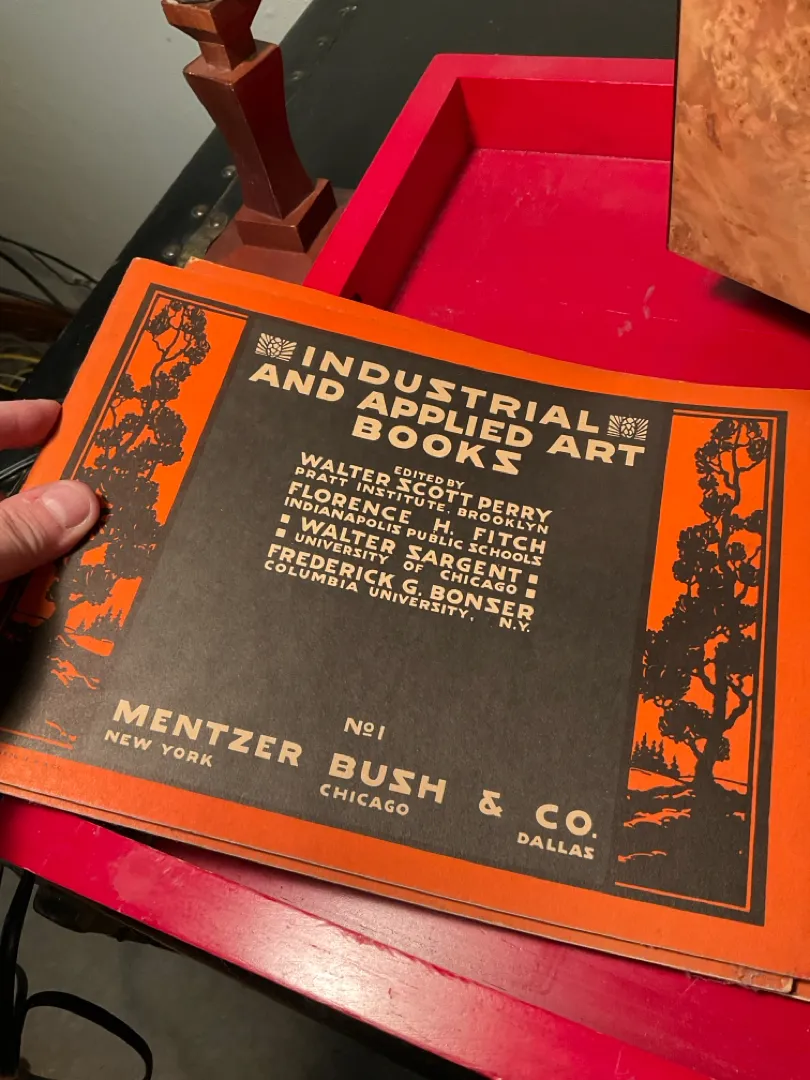 INDUSTRIAL
AND APPLIED ART
BOOKS
EDITED BY
WALTER SCOTT PERRY
PRATT INSTITUTE, BROOKLYN
FLORENCE H. FITCH
INDIANAPOLIS PUBLIC SCHOOLS
WALTER SARGENT
UNIVERSITY OF CHICAGO
FREDERICK G. BONSER
COLUMBIA UNIVERSITY, N.Y.
Nº 1
MENTZER BUSH & CO.
NEW YORK CHICAGO DALLAS